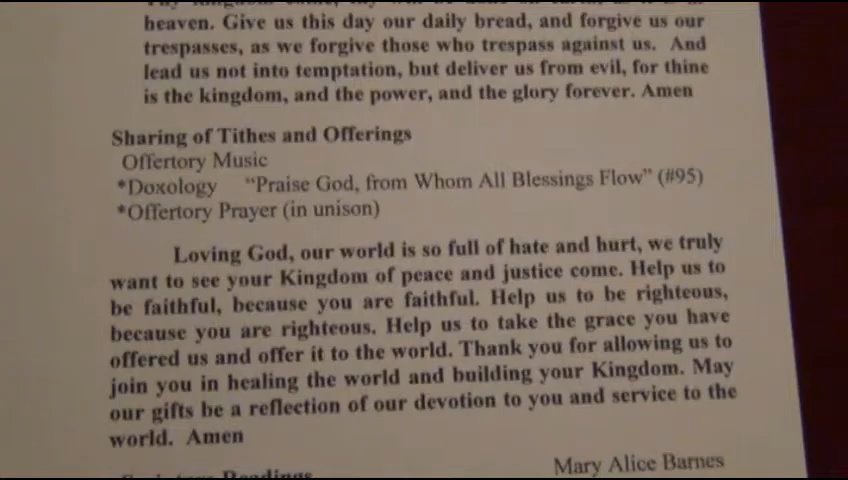 heaven. Give us this day our daily bread, and forgive us our
trespasses, as we forgive those who trespass against us. And
lead us not into temptation, but deliver us from evil, for thine
is the kingdom, and the power, and the glory forever. Amen
Sharing of Tithes and Offerings
Offertory Music
*Doxology "Praise God, from Whom All Blessings Flow" (#95)
*Offertory Prayer (in unison)
Loving God, our world is so full of hate and hurt, we truly
want to see your Kingdom of peace and justice come. Help us to
be faithful, because you are faithful. Help us to be righteous,
because you are righteous. Help us to take the grace you have
offered us and offer it to the world. Thank you for allowing us to
join you in healing the world and building your Kingdom. May
our gifts be a reflection of our devotion to you and service to the
world. Amen
Scripture Readings Mary Alice Barnes